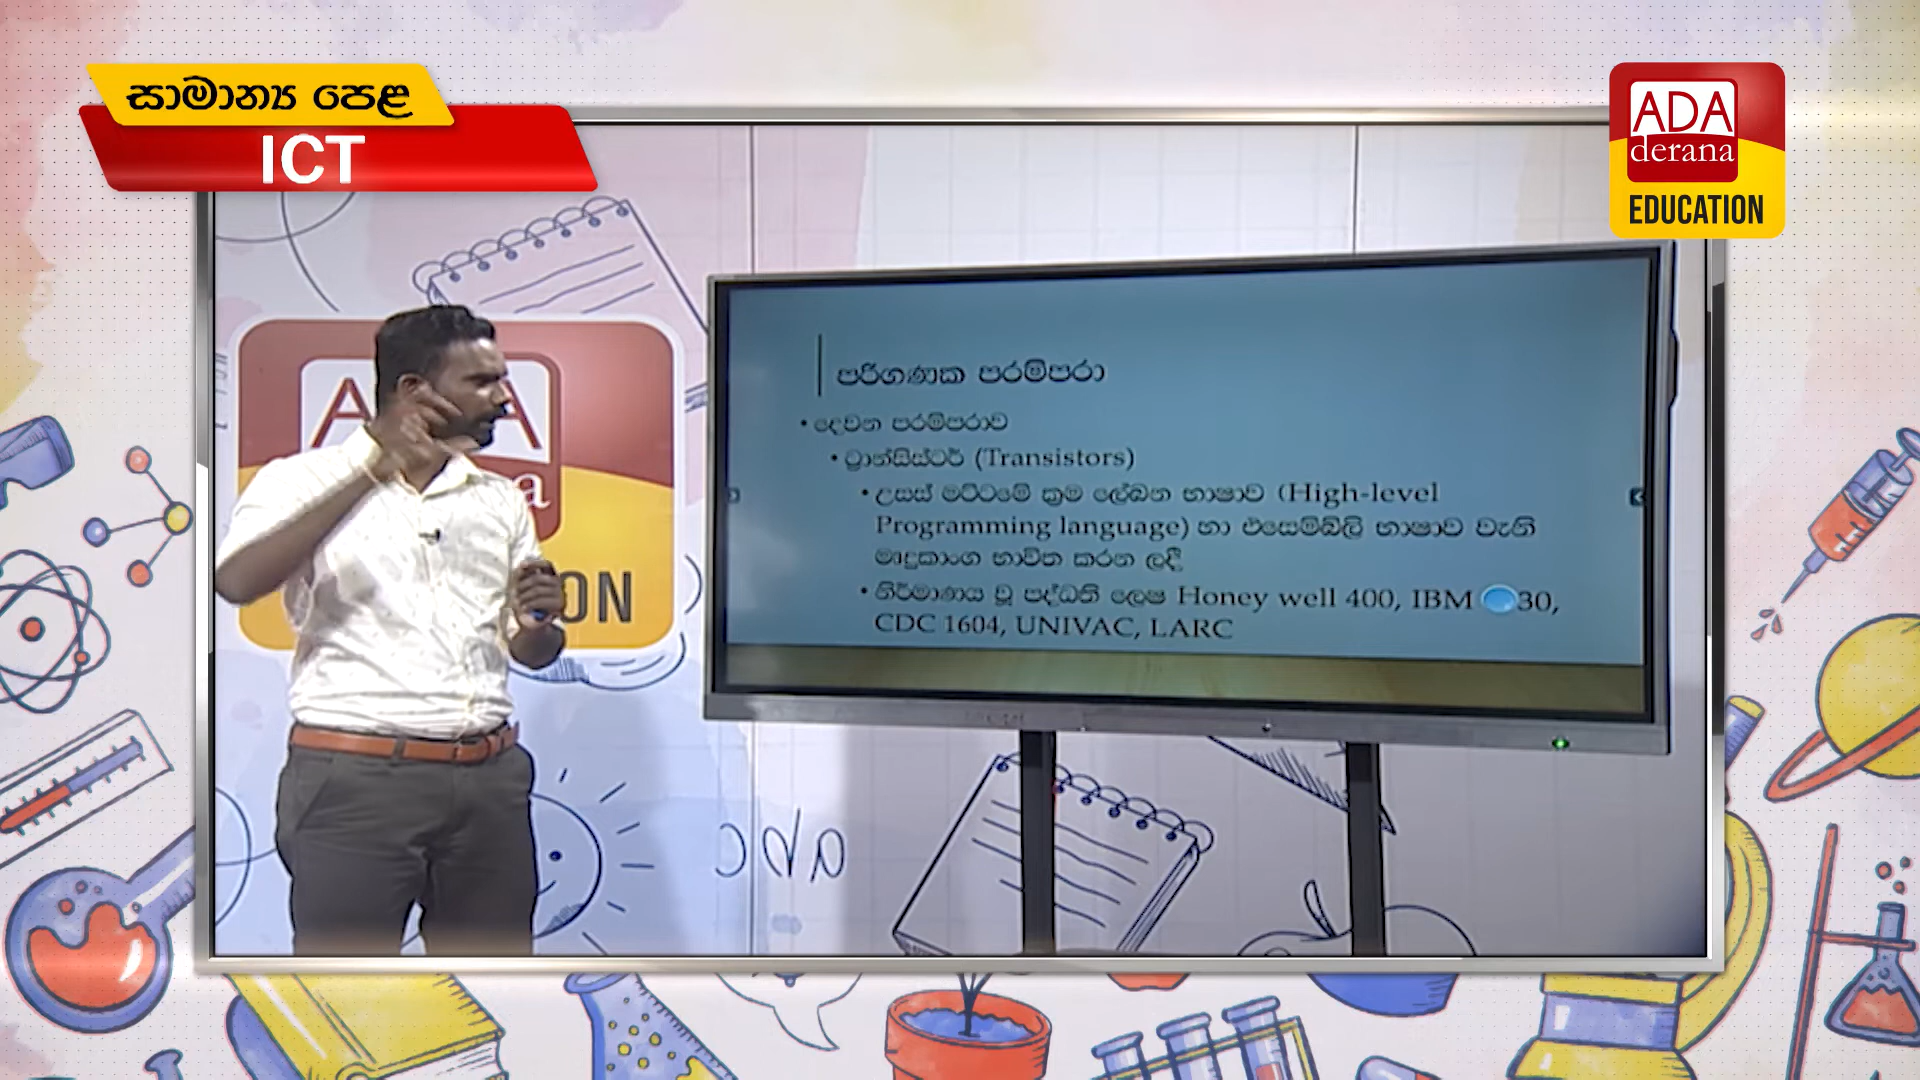 සාමාන්‍ය පෙළ
ICT
ADA
derana
EDUCATION
පරිගණක පරම්පරා
• දෙවන පරම්පරාව
• ට්‍රාන්සිස්ටර් (Transistors)
• උසස් මට්ටමේ ක්‍රම ලේඛන භාෂාව (High-level
Programming language) හා එසෙම්බ්ලි භාෂාව වැනි
මෘදුකාංග භාවිත කරන ලදී
• නිර්මාණය වූ පද්ධති ලෙස Honey well 400, IBM 30,
CDC 1604, UNIVAC, LARC
abc